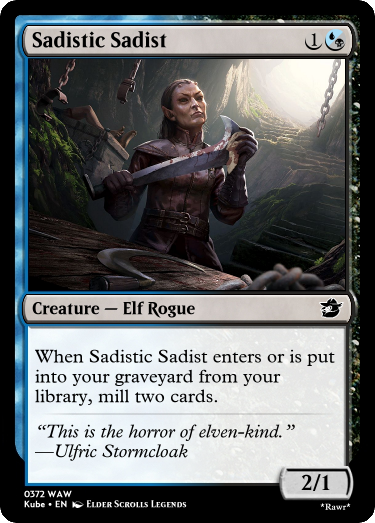 Sadistic Sadist 1
Creature — Elf Rogue
When Sadistic Sadist enters or is put
into your graveyard from your
library, mill two cards.
“This is the horror of elven-kind.”
—Ulfric Stormcloak
2/1
0372 WAW
Kube • EN Elder Scrolls Legends
*Rawr*